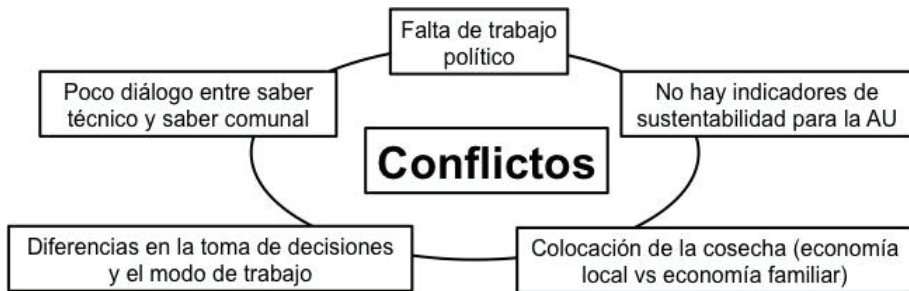 Falta de trabajo
político
Poco diálogo entre saber
técnico y saber comunal
No hay indicadores de
sustentabilidad para la AU
Conflictos
Diferencias en la toma de decisiones
y el modo de trabajo
Colocación de la cosecha (economía
local vs economía familiar)